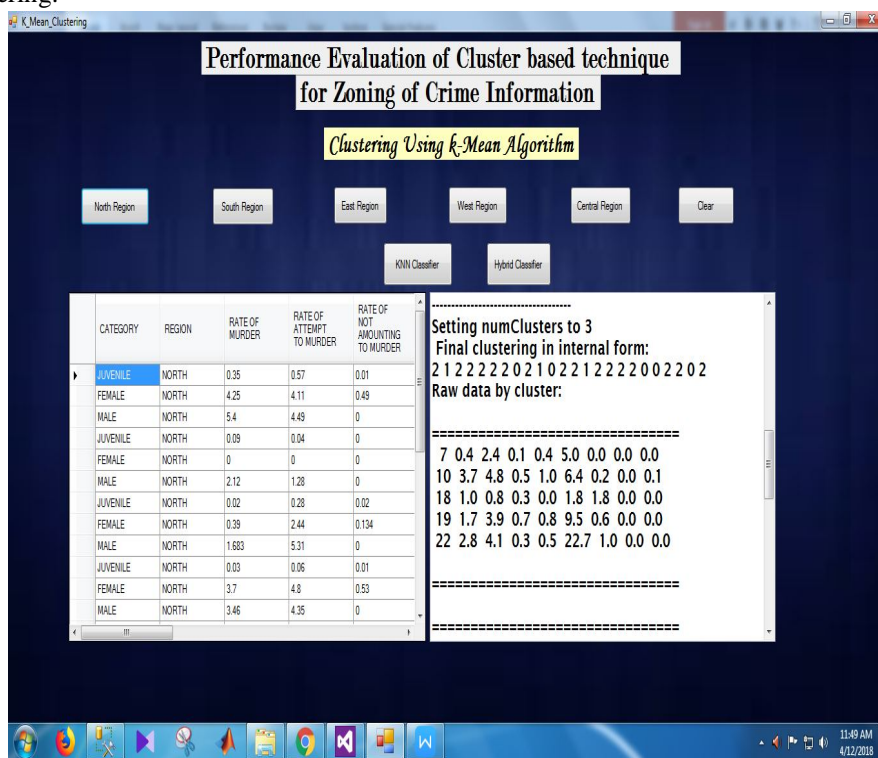 ering.
K_Mean_Clustering
Performance Evaluation of Cluster based technique
for Zoning of Crime Information
Clustering Using k-Mean Algorithm
North Region South Region East Region West Region Central Region Clear
KNN Classifier Hybrid Classifier
CATEGORY REGION RATE OF MURDER RATE OF ATTEMPT TO MURDER RATE OF NOT AMOUNTING TO MURDER
JUVENILE NORTH 0.35 0.57 0.01
FEMALE NORTH 4.25 4.11 0.49
MALE NORTH 5.4 4.49 0
JUVENILE NORTH 0.09 0.04 0
FEMALE NORTH 0 0 0
MALE NORTH 2.12 1.28 0
JUVENILE NORTH 0.02 0.28 0.02
FEMALE NORTH 0.39 2.44 0.134
MALE NORTH 1.683 5.31 0
JUVENILE NORTH 0.03 0.06 0.01
FEMALE NORTH 3.7 4.8 0.53
MALE NORTH 3.46 4.35 0
-----------------------------------
Setting numClusters to 3
Final clustering in internal form:
2 1 2 2 2 2 2 0 2 1 0 2 2 1 2 2 2 2 0 0 2 2 0 2
Raw data by cluster:
================================
7 0.4 2.4 0.1 0.4 5.0 0.0 0.0 0.0
10 3.7 4.8 0.5 1.0 6.4 0.2 0.0 0.1
18 1.0 0.8 0.3 0.0 1.8 1.8 0.0 0.0
19 1.7 3.9 0.7 0.8 9.5 0.6 0.0 0.0
22 2.8 4.1 0.3 0.5 22.7 1.0 0.0 0.0
================================
================================
11:49 AM
4/12/2018